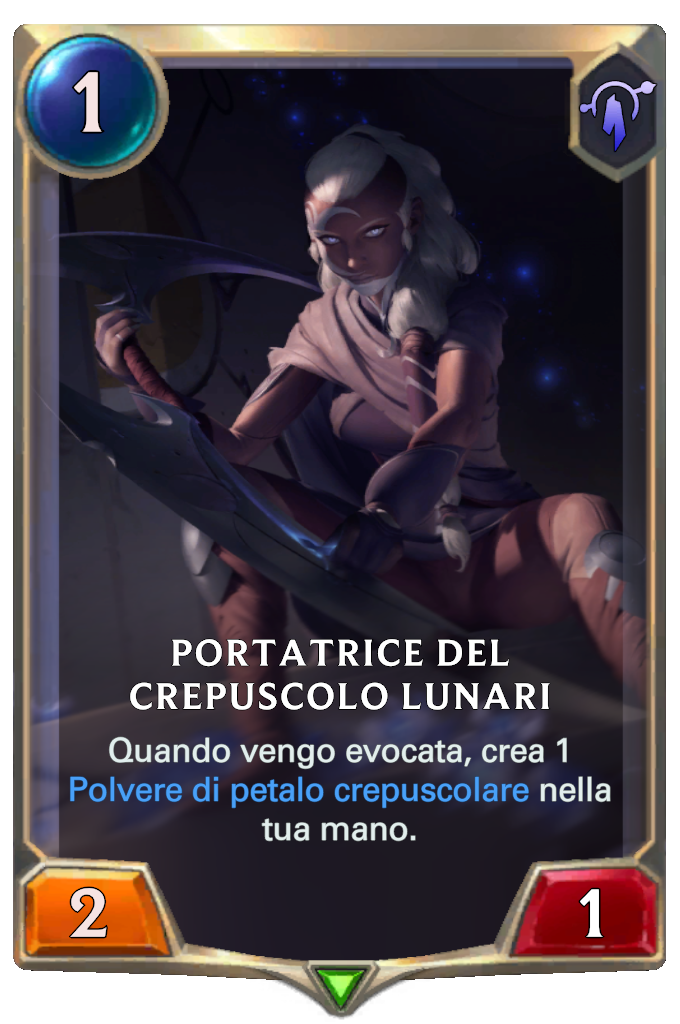 1
PORTATRICE DEL
CREPUSCOLO LUNARI
Quando vengo evocata, crea 1
Polvere di petalo crepuscolare nella
tua mano.
2
1